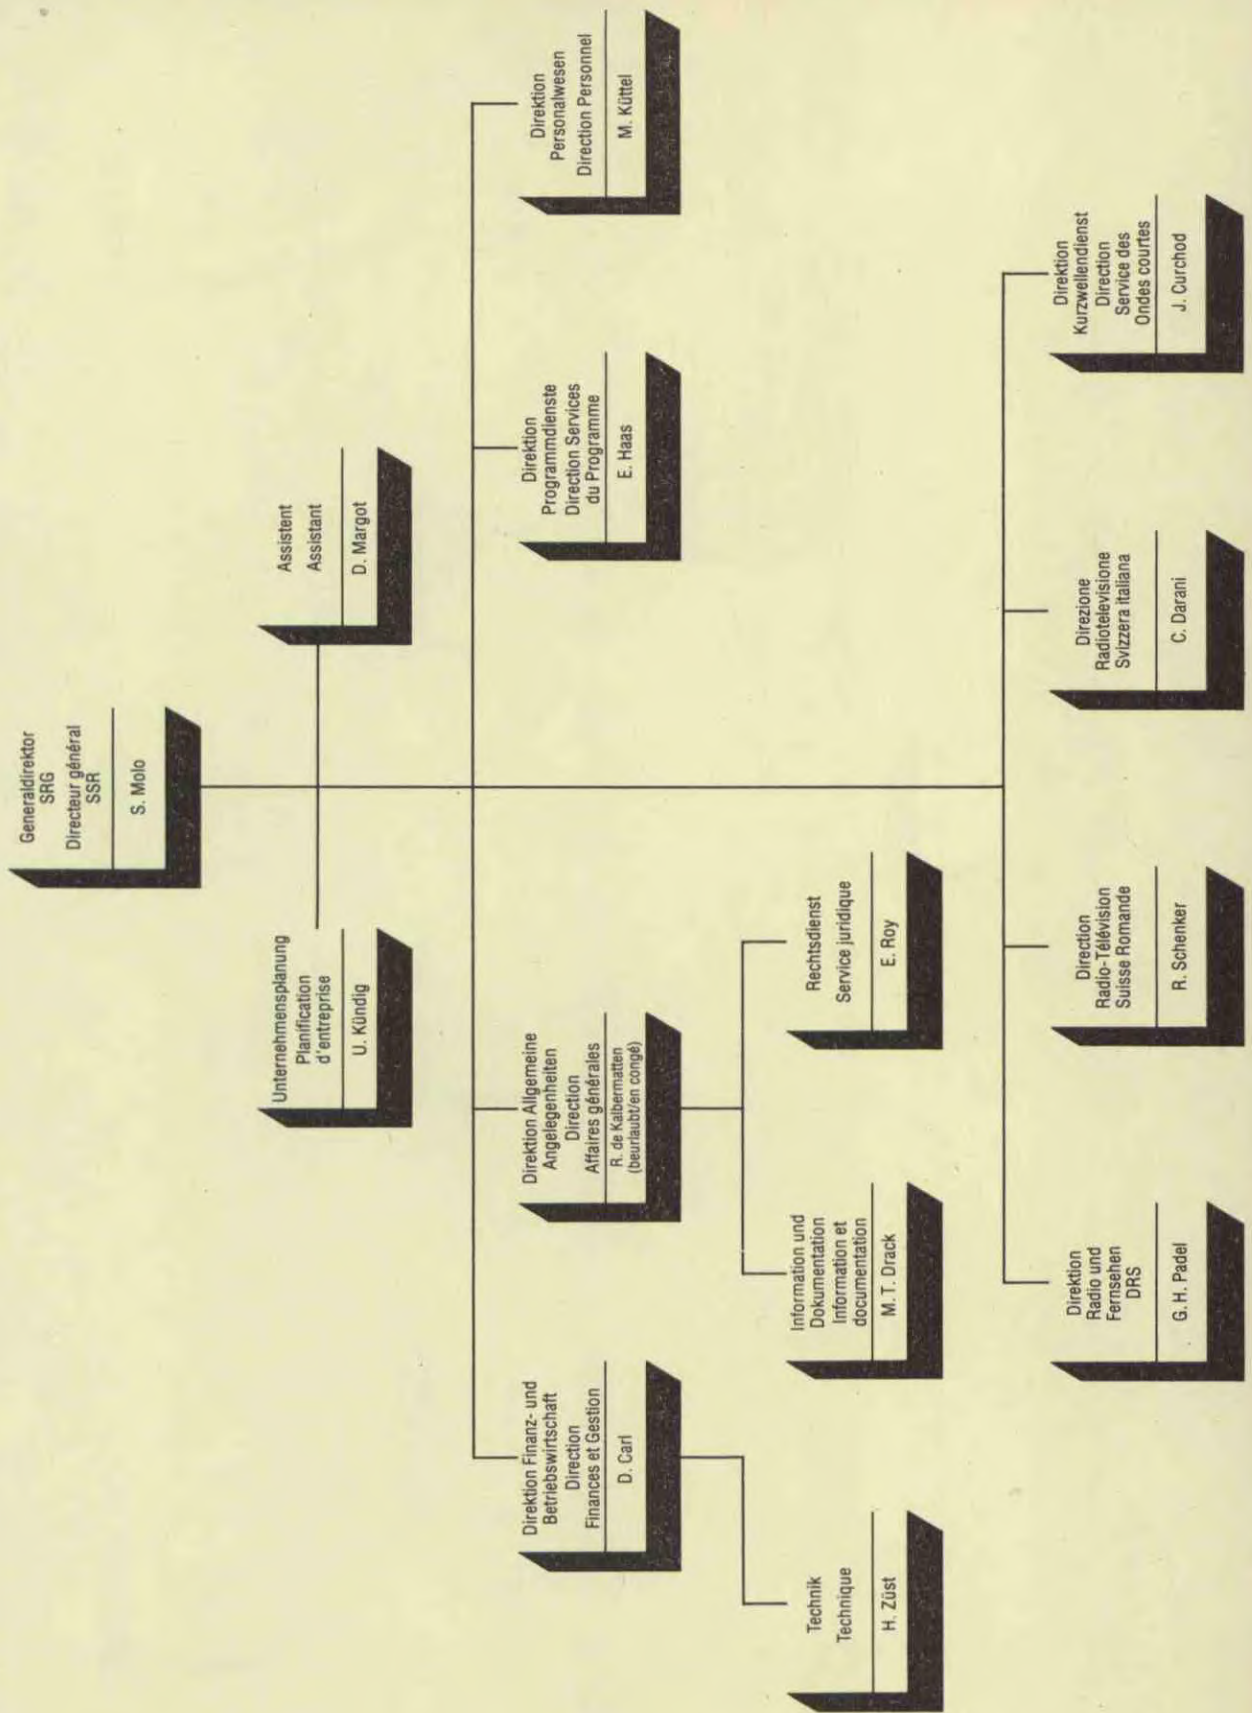 Generaldirektor
SRG
Directeur général
SSR
S. Molo
Unternehmensplanung
Planification
d'entreprise
U. Kündig
Assistent
Assistant
D. Margot
Direktion Finanz- und
Betriebswirtschaft
Direction
Finances et Gestion
D. Carl
Direktion Allgemeine
Angelegenheiten
Direction
Affaires générales
R. de Kalbermatten
(beurlaubt/en congé)
Direktion
Programmdienste
Direction Services
du Programme
E. Haas
Direktion
Personalwesen
Direction Personnel
M. Küttel
Technik
Technique
H. Züst
Information und
Dokumentation
Information et
documentation
M. T. Drack
Rechtsdienst
Service juridique
E. Roy
Direktion
Radio und
Fernsehen
DRS
G. H. Padel
Direction
Radio-Télévision
Suisse Romande
R. Schenker
Direzione
Radiotelevisione
Svizzera italiana
C. Darani
Direktion
Kurzwellendienst
Direction
Service des
Ondes courtes
J. Curchod